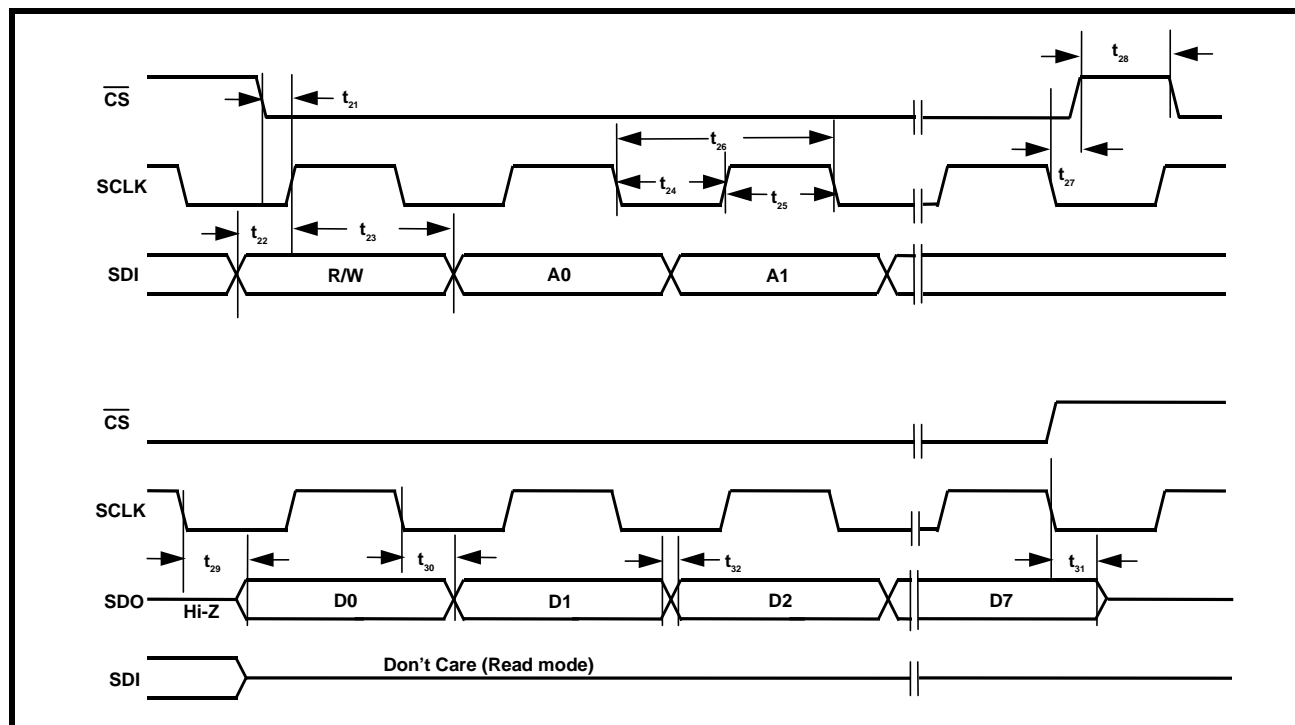 t28
CS
t21
t26
SCLK
t24
t25
t27
t22
t23
SDI
R/W
A0
A1
CS
SCLK
t29
t30
t32
t31
SDO
Hi-Z
D0
D1
D2
D7
Don't Care (Read mode)
SDI